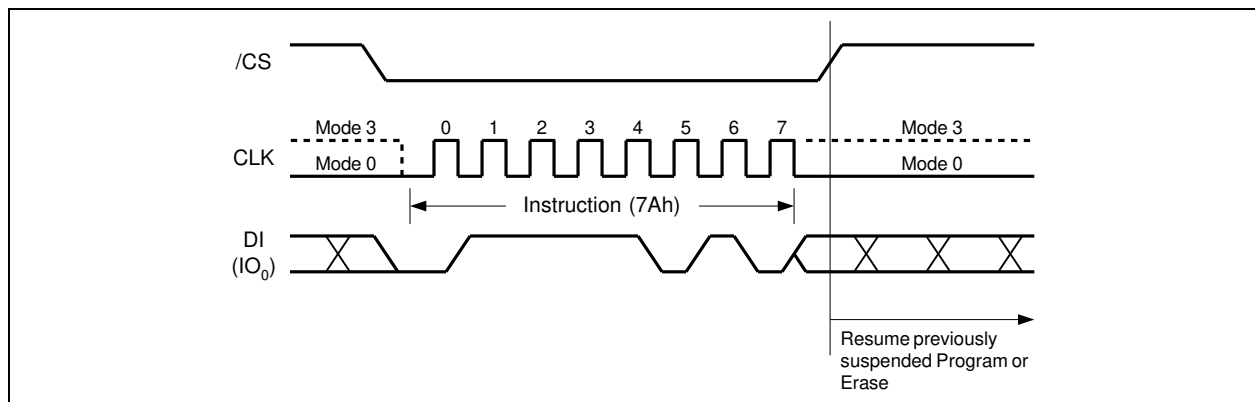 /CS
Mode 3
0 1 2 3 4 5 6 7
Mode 3
CLK
Mode 0
Mode 0
Instruction (7Ah)
DI
(IO0)
Resume previously
suspended Program or
Erase